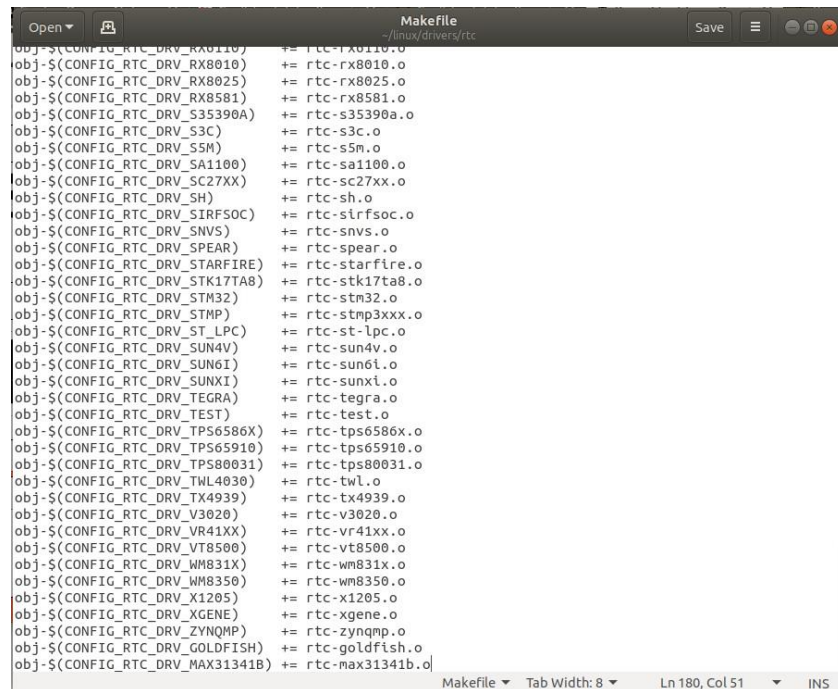 Open
Makefile
~/linux/drivers/rtc
Save
obj-$(CONFIG_RTC_DRV_RX6110) += rtc-rx6110.o
obj-$(CONFIG_RTC_DRV_RX8010) += rtc-rx8010.o
obj-$(CONFIG_RTC_DRV_RX8025) += rtc-rx8025.o
obj-$(CONFIG_RTC_DRV_RX8581) += rtc-rx8581.o
obj-$(CONFIG_RTC_DRV_S35390A) += rtc-s35390a.o
obj-$(CONFIG_RTC_DRV_S3C) += rtc-s3c.o
obj-$(CONFIG_RTC_DRV_S5M) += rtc-s5m.o
obj-$(CONFIG_RTC_DRV_SA1100) += rtc-sa1100.o
obj-$(CONFIG_RTC_DRV_SC27XX) += rtc-sc27xx.o
obj-$(CONFIG_RTC_DRV_SH) += rtc-sh.o
obj-$(CONFIG_RTC_DRV_SIRFSOC) += rtc-sirfsoc.o
obj-$(CONFIG_RTC_DRV_SNVS) += rtc-snvs.o
obj-$(CONFIG_RTC_DRV_SPEAR) += rtc-spear.o
obj-$(CONFIG_RTC_DRV_STARFIRE) += rtc-starfire.o
obj-$(CONFIG_RTC_DRV_STK17TA8) += rtc-stk17ta8.o
obj-$(CONFIG_RTC_DRV_STM32) += rtc-stm32.o
obj-$(CONFIG_RTC_DRV_STMP) += rtc-stmp3xxx.o
obj-$(CONFIG_RTC_DRV_ST_LPC) += rtc-st-lpc.o
obj-$(CONFIG_RTC_DRV_SUN4V) += rtc-sun4v.o
obj-$(CONFIG_RTC_DRV_SUN6I) += rtc-sun6i.o
obj-$(CONFIG_RTC_DRV_SUNXI) += rtc-sunxi.o
obj-$(CONFIG_RTC_DRV_TEGRA) += rtc-tegra.o
obj-$(CONFIG_RTC_DRV_TEST) += rtc-test.o
obj-$(CONFIG_RTC_DRV_TPS6586X) += rtc-tps6586x.o
obj-$(CONFIG_RTC_DRV_TPS65910) += rtc-tps65910.o
obj-$(CONFIG_RTC_DRV_TPS80031) += rtc-tps80031.o
obj-$(CONFIG_RTC_DRV_TWL4030) += rtc-twl.o
obj-$(CONFIG_RTC_DRV_TX4939) += rtc-tx4939.o
obj-$(CONFIG_RTC_DRV_V3020) += rtc-v3020.o
obj-$(CONFIG_RTC_DRV_VR41XX) += rtc-vr41xx.o
obj-$(CONFIG_RTC_DRV_VT8500) += rtc-vt8500.o
obj-$(CONFIG_RTC_DRV_WM831X) += rtc-wm831x.o
obj-$(CONFIG_RTC_DRV_WM8350) += rtc-wm8350.o
obj-$(CONFIG_RTC_DRV_X1205) += rtc-x1205.o
obj-$(CONFIG_RTC_DRV_XGENE) += rtc-xgene.o
obj-$(CONFIG_RTC_DRV_ZYNQMP) += rtc-zynqmp.o
obj-$(CONFIG_RTC_DRV_GOLDFISH) += rtc-goldfish.o
obj-$(CONFIG_RTC_DRV_MAX31341B) += rtc-max31341b.o
Makefile Tab Width: 8 Ln 180, Col 51 INS